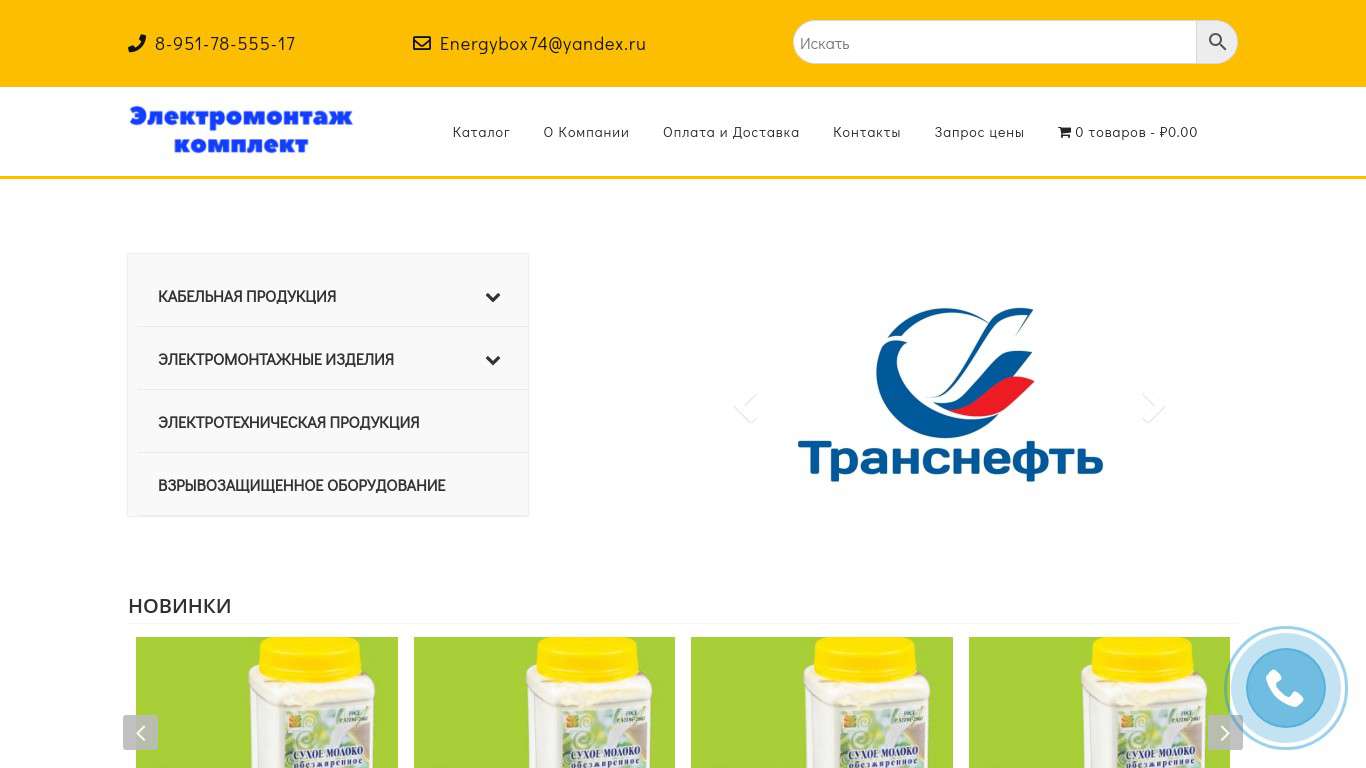 8-951-78-555-17
Energybox74@yandex.ru
Искать
Электромонтаж
комплект
Каталог
О Компании
Оплата и Доставка
Контакты
Запрос цены
0 товаров - ₽0.00
КАБЕЛЬНАЯ ПРОДУКЦИЯ
ЭЛЕКТРОМОНТАЖНЫЕ ИЗДЕЛИЯ
ЭЛЕКТРОТЕХНИЧЕСКАЯ ПРОДУКЦИЯ
ВЗРЫВОЗАЩИЩЕННОЕ ОБОРУДОВАНИЕ
Транснефть
НОВИНКИ
СУХОЕ МОЛОКО
обезжиренное
СУХОЕ МОЛОКО
обезжиренное
СУХОЕ МОЛОКО
обезжиренное
СУХОЕ МОЛОКО
обезжиренное